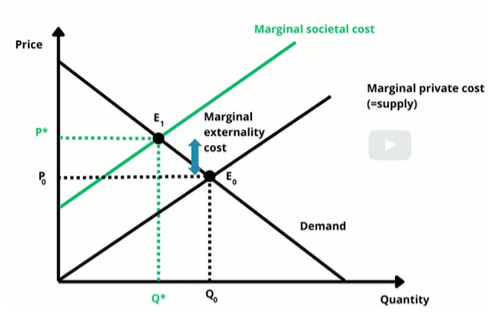 Marginal societal cost
Price
Marginal private cost
(=supply)
E1
Marginal
externality
cost
P*
P0
E0
Demand
Q*
Q0
Quantity